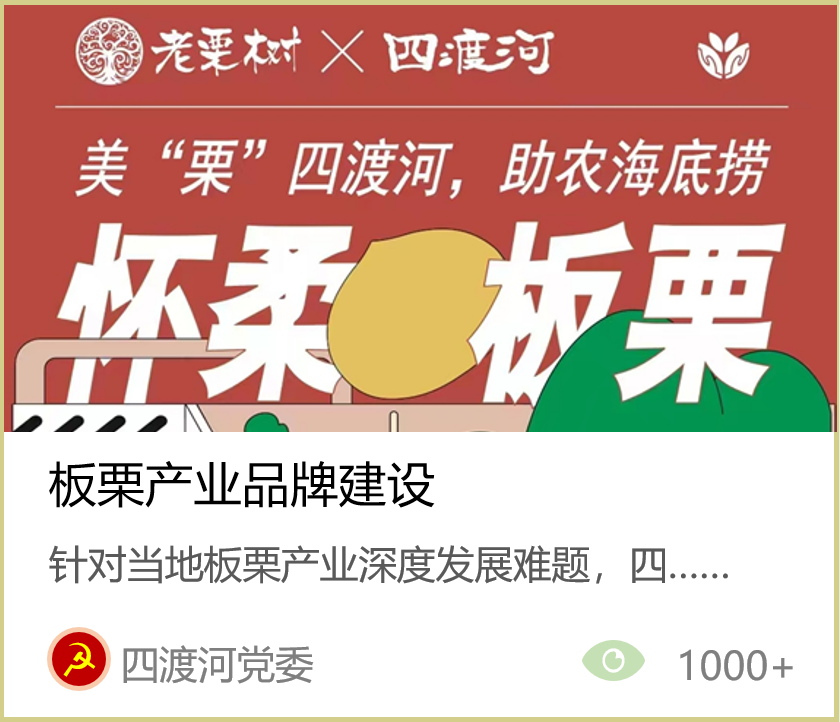 老栗树 × 四渡河
美“栗”四渡河，助农海底捞
怀柔 板栗
板栗产业品牌建设
针对当地板栗产业深度发展难题，四......
四渡河党委 1000+